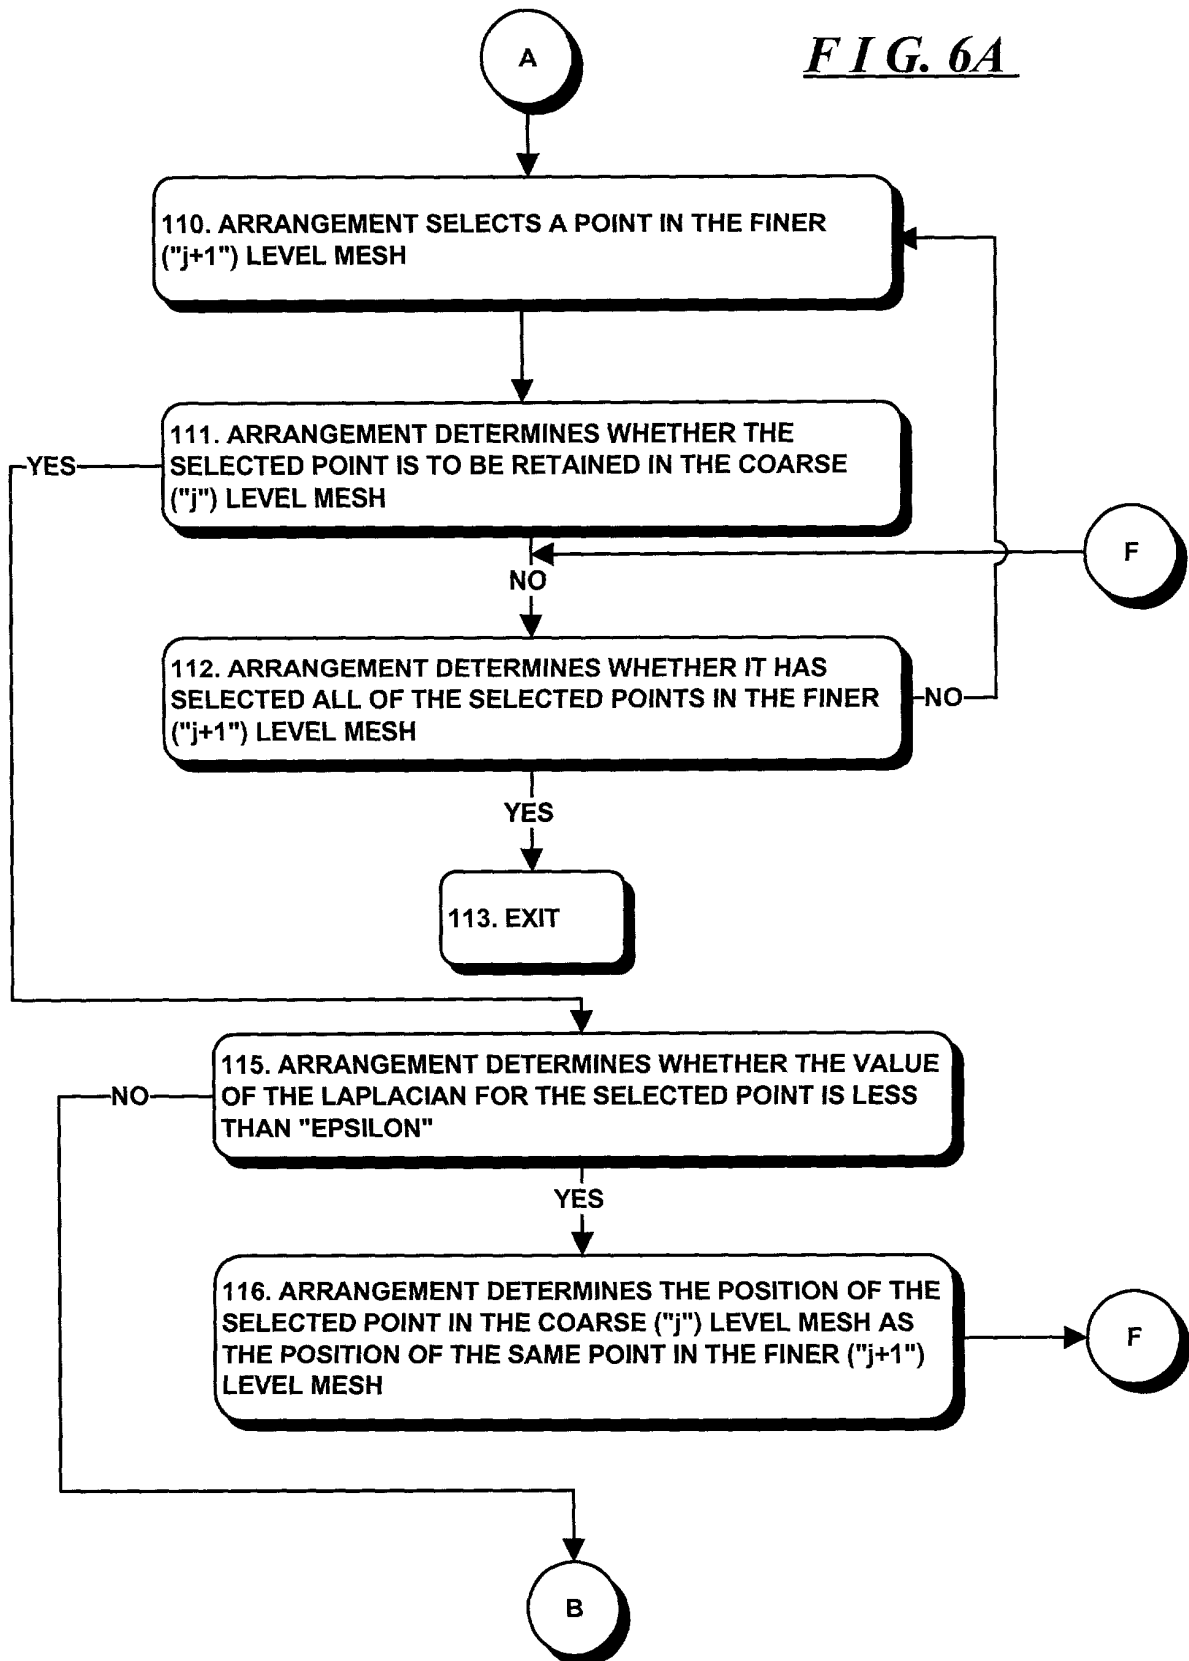 A
FIG. 6A
110. ARRANGEMENT SELECTS A POINT IN THE FINER
("j+1") LEVEL MESH
111. ARRANGEMENT DETERMINES WHETHER THE
SELECTED POINT IS TO BE RETAINED IN THE COARSE
("j") LEVEL MESH
YES
F
NO
112. ARRANGEMENT DETERMINES WHETHER IT HAS
SELECTED ALL OF THE SELECTED POINTS IN THE FINER
("j+1") LEVEL MESH
NO
YES
113. EXIT
115. ARRANGEMENT DETERMINES WHETHER THE VALUE
OF THE LAPLACIAN FOR THE SELECTED POINT IS LESS
THAN "EPSILON"
NO
YES
116. ARRANGEMENT DETERMINES THE POSITION OF THE
SELECTED POINT IN THE COARSE ("j") LEVEL MESH AS
THE POSITION OF THE SAME POINT IN THE FINER ("j+1")
LEVEL MESH
F
B